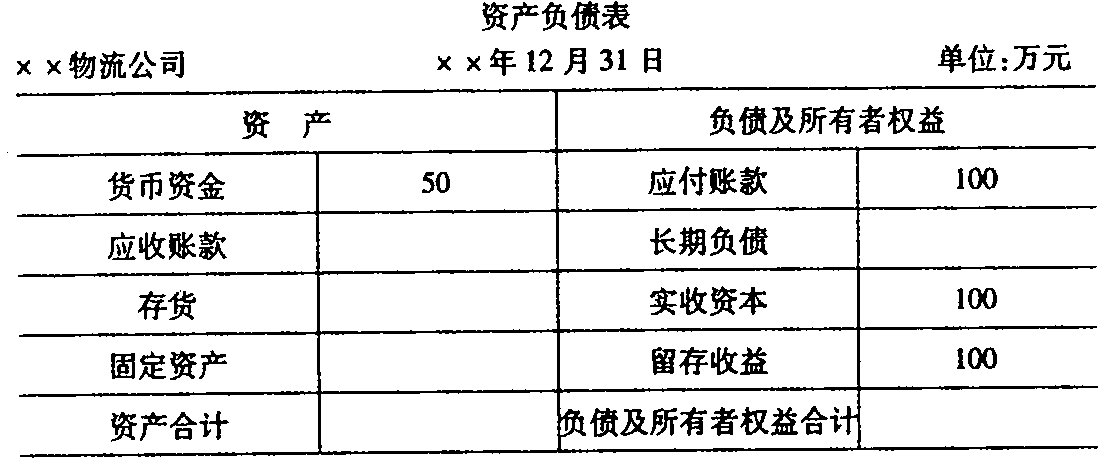 资产负债表
××物流公司 ××年12月31日 单位:万元
资 产 负债及所有者权益
货币资金 50 应付账款 100
应收账款 长期负债
存货 实收资本 100
固定资产 留存收益 100
资产合计 负债及所有者权益合计